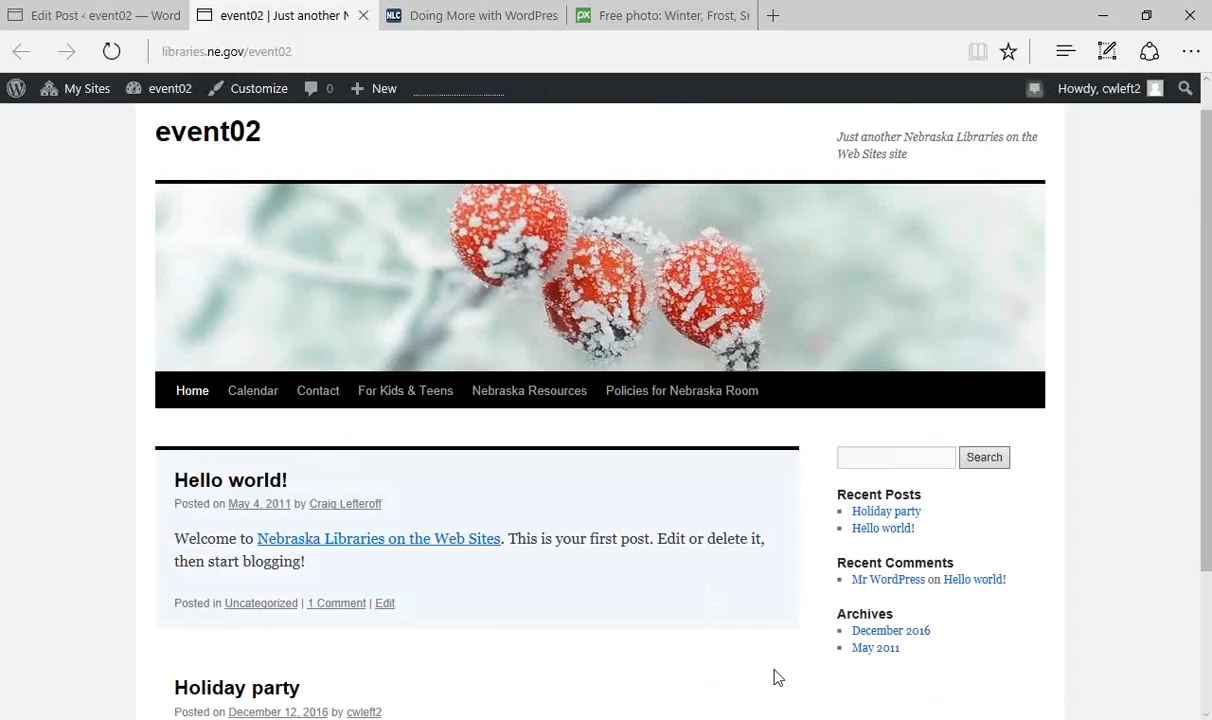 Edit Post ‹ event02 — Word
event02 | Just another N
NLC Doing More with WordPress
px Free photo: Winter, Frost, Sn
libraries.ne.gov/event02
My Sites event02 Customize 0 New
Howdy, cwleft2
event02
Just another Nebraska Libraries on the
Web Sites site
Home Calendar Contact For Kids & Teens Nebraska Resources Policies for Nebraska Room
Hello world!
Posted on May 4, 2011 by Craig Lefteroff
Welcome to Nebraska Libraries on the Web Sites. This is your first post. Edit or delete it,
then start blogging!
Posted in Uncategorized | 1 Comment | Edit
Holiday party
Posted on December 12, 2016 by cwleft2
Search
Recent Posts
Holiday party
Hello world!
Recent Comments
Mr WordPress on Hello world!
Archives
December 2016
May 2011